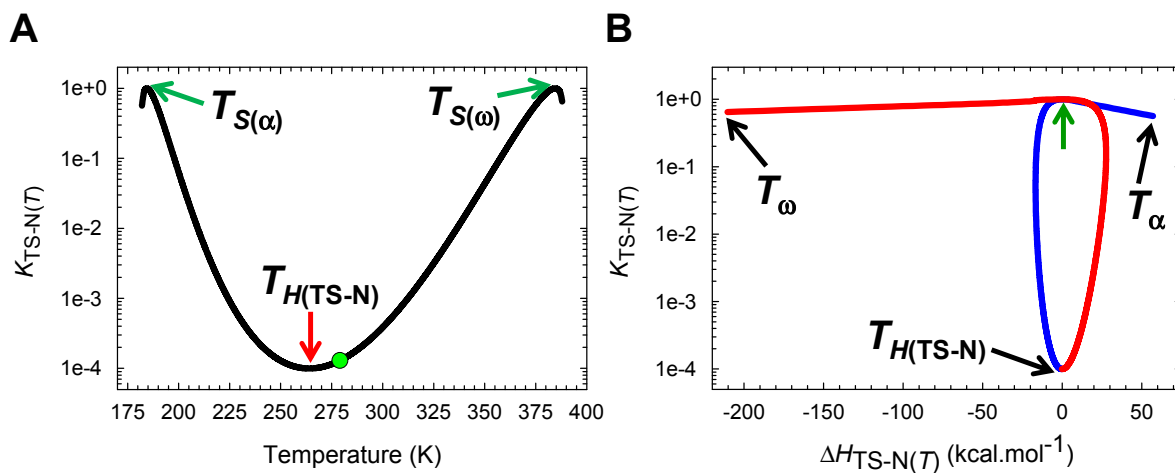 A
B
T_S(α)
T_S(ω)
T_H(TS-N)
K_TS-N(T)
1e+0
1e-1
1e-2
1e-3
1e-4
175 200 225 250 275 300 325 350 375 400
Temperature (K)
T_ω
T_α
T_H(TS-N)
K_TS-N(T)
1e+0
1e-1
1e-2
1e-3
1e-4
-200 -150 -100 -50 0 50
ΔH_TS-N(T) (kcal.mol⁻¹)